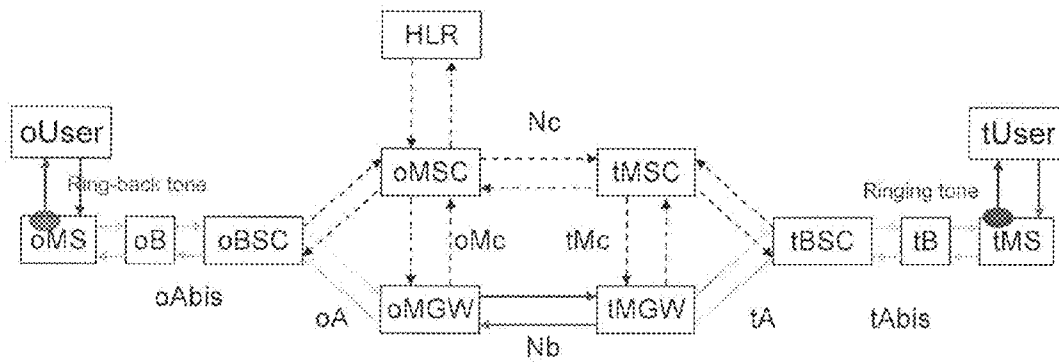 HLR
oUser
Nc
tUser
Ring-back tone
oMSC
tMSC
Ringing tone
oMS
oB
oBSC
oMc
tMc
tBSC
tB
tMS
oAbis
oA
oMGW
tMGW
tA
tAbis
Nb